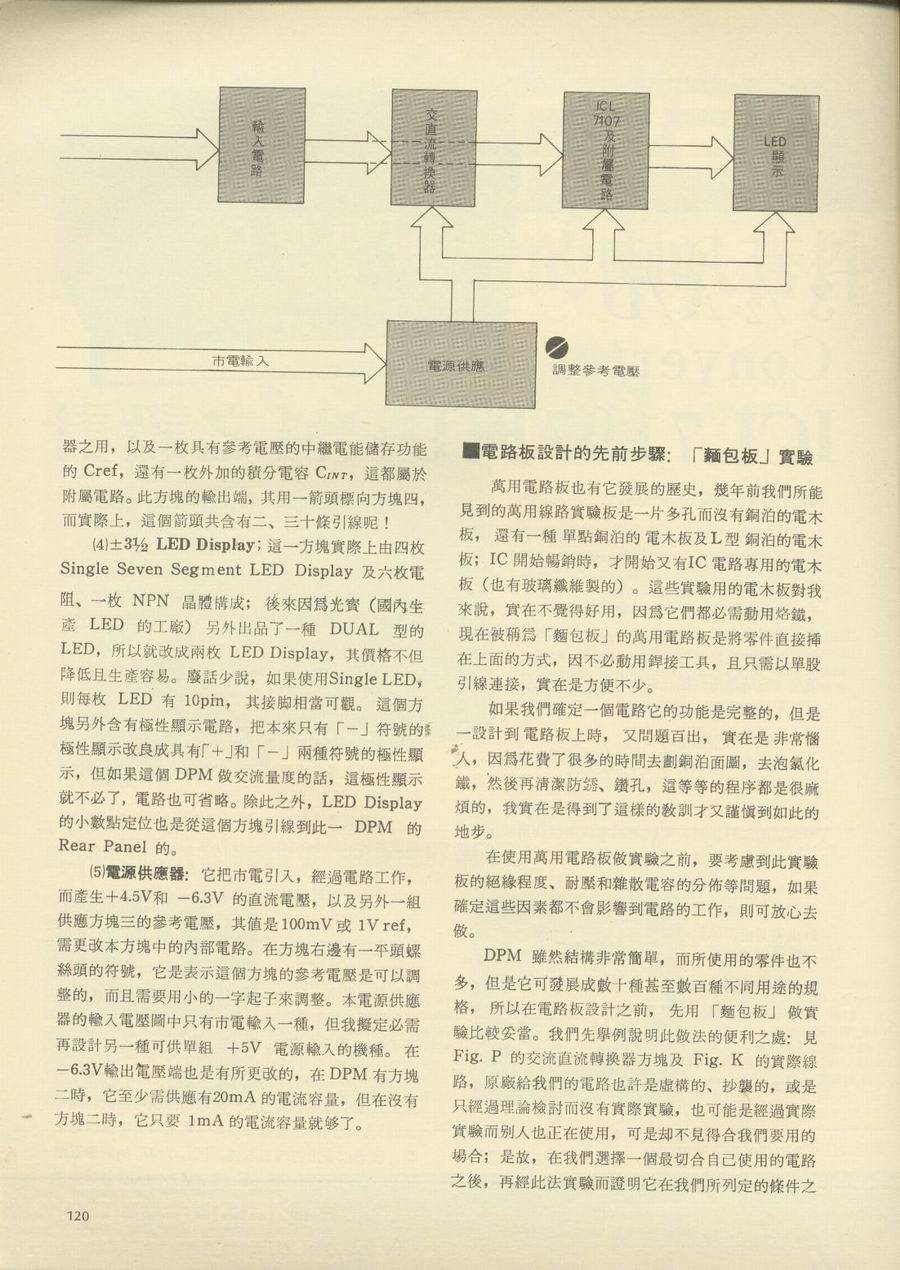 輸入電路
交直流轉換器
ICL
7107
及附屬電路
LED
顯示
市電輸入
電源供應
調整參考電壓
器之用，以及一枚具有參考電壓的中繼電能儲存功能
的 Cref，還有一枚外加的積分電容 CINT，這都屬於
附屬電路。此方塊的輸出端，其用一箭頭標向方塊四，
而實際上，這個箭頭共含有二、三十條引線呢！
(4)±3½ LED Display；這一方塊實際上由四枚
Single Seven Segment LED Display 及六枚電
阻、一枚 NPN 晶體構成； 後來因爲光寶（國內生
產 LED 的工廠） 另外出品了一種 DUAL 型的
LED，所以就改成兩枚 LED Display，其價格不但
降低且生產容易。廢話少說，如果使用Single LED，
則每枚 LED 有 10pin， 其接脚相當可觀。 這個方
塊另外含有極性顯示電路，把本來只有「－」符號的
極性顯示改良成具有「＋」和「－」兩種符號的極性顯
示，但如果這個 DPM 做交流量度的話，這極性顯示
就不必了，電路也可省略。除此之外，LED Display
的小數點定位也是從這個方塊引線到此一 DPM 的
Rear Panel 的。
(5)電源供應器： 它把市電引入，經過電路工作，
而產生+4.5V和 －6.3V 的直流電壓，以及另外一組
供應方塊三的參考電壓，其值是100mV 或 1V ref，
需更改本方塊中的內部電路。在方塊右邊有一平頭螺
絲頭的符號，它是表示這個方塊的參考電壓是可以調
整的，而且需要用小的一字起子來調整。本電源供應
器的輸入電壓圖中只有市電輸入一種，但我擬定必需
再設計另一種可供單組 +5V 電源輸入的機種。 在
－6.3V輸出電壓端也是有所更改的，在 DPM 有方塊
二時，它至少需供應有20mA 的電流容量，但在沒有
方塊二時，它只要 1mA 的電流容量就够了。
■電路板設計的先前步驟：「麵包板」實驗
萬用電路板也有它發展的歷史，幾年前我們所能
見到的萬用線路實驗板是一片多孔而沒有銅泊的電木
板， 還有一種 單點銅泊的 電木板及L型 銅泊的電木
板；IC 開始暢銷時，才開始又有IC 電路專用的電木
板（也有玻璃纖維製的）。這些實驗用的電木板對我
來說，實在不覺得好用，因爲它們都必需動用烙鐵，
現在被稱爲「麵包板」的萬用電路板是將零件直接揷
在上面的方式，因不必動用銲接工具，且只需以單股
引線連接，實在是方便不少。
如果我們確定一個電路它的功能是完整的，但是
一設計到 電路板上時， 又問題百出， 實在是 非常惱
人，因爲花費了很多的時間去劃銅泊面圖，去泡氯化
鐵，然後再清潔防銹、鑽孔，這等等的程序都是很麻
煩的，我實在是得到了這樣的敎訓才又謹愼到如此的
地步。
在使用萬用電路板做實驗之前，要考慮到此實驗
板的絕緣程度、耐壓和雜散電容的分佈等問題，如果
確定這些因素都不會影響到電路的工作，則可放心去
做。
DPM 雖然結構非常簡單，而所使用的零件也不
多，但是它可發展成數十種甚至數百種不同用途的規
格， 所以在電路板設計之前， 先用 「麵包板」 做實
驗比較妥當。我們先舉例說明此做法的便利之處：見
Fig. P 的交流直流轉換器方塊及 Fig. K 的實際線
路，原廠給我們的電路也許是虛構的、抄襲的，或是
只經過理論檢討而沒有實際實驗，也可能是經過實際
實驗而别人也正在使用，可是却不見得合我們要用的
場合；是故，在我們選擇一個最切合自己使用的電路
之後，再經此法實驗而證明它在我們所列定的條件之
120